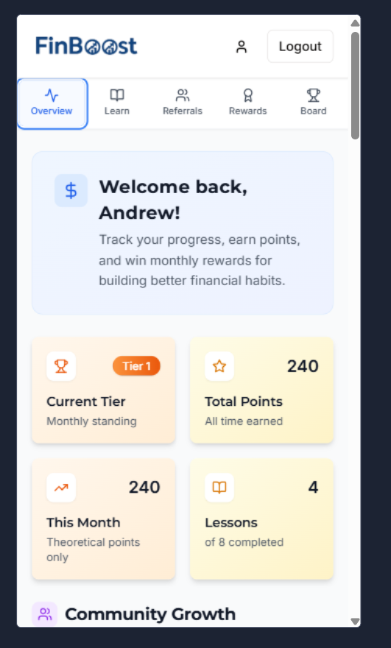 FinBoost
Logout
Overview
Learn
Referrals
Rewards
Board
$
Welcome back,
Andrew!
Track your progress, earn points,
and win monthly rewards for
building better financial habits.
Tier 1
Current Tier
Monthly standing
240
Total Points
All time earned
240
This Month
Theoretical points
only
4
Lessons
of 8 completed
Community Growth